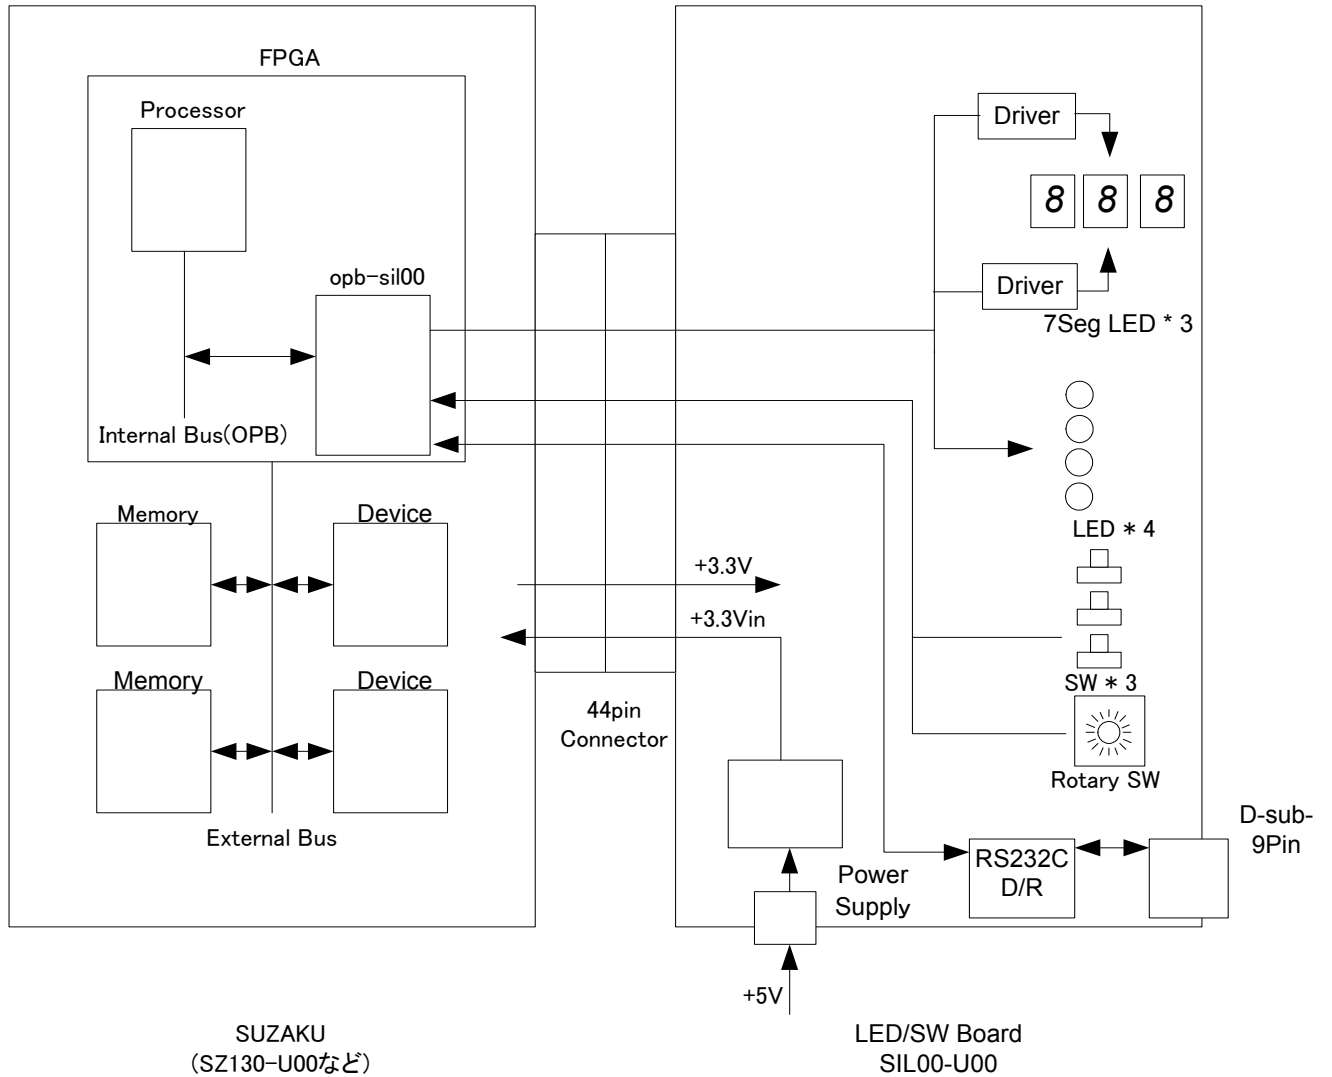 FPGA
Processor
opb-sil00
Internal Bus(OPB)
Memory
Device
Memory
Device
External Bus
44pin
Connector
+3.3V
+3.3Vin
Driver
8 8 8
Driver
7Seg LED * 3
LED * 4
SW * 3
Rotary SW
D-sub-
9Pin
RS232C
D/R
Power
Supply
+5V
SUZAKU
(SZ130-U00など)
LED/SW Board
SIL00-U00